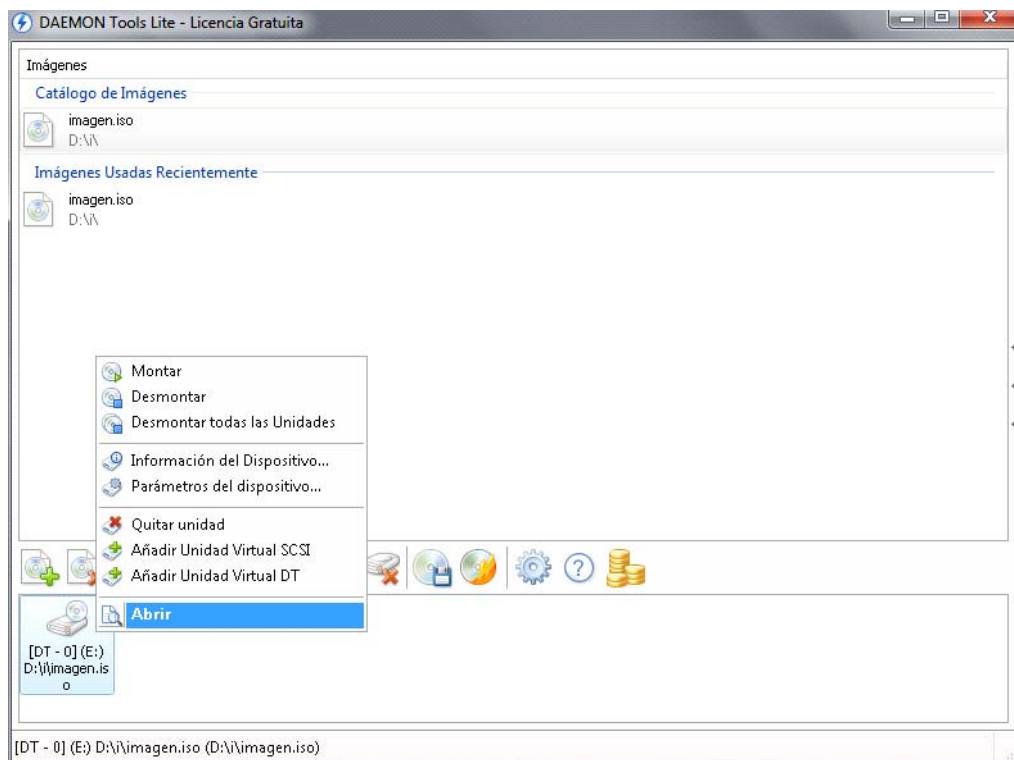 DAEMON Tools Lite - Licencia Gratuita
Imágenes
Catálogo de Imágenes
imagen.iso
D:\i\
Imágenes Usadas Recientemente
imagen.iso
D:\i\
Montar
Desmontar
Desmontar todas las Unidades
Información del Dispositivo...
Parámetros del dispositivo...
Quitar unidad
Añadir Unidad Virtual SCSI
Añadir Unidad Virtual DT
Abrir
[DT - 0] (E:)
D:\i\imagen.is
o
[DT - 0] (E:) D:\i\imagen.iso (D:\i\imagen.iso)